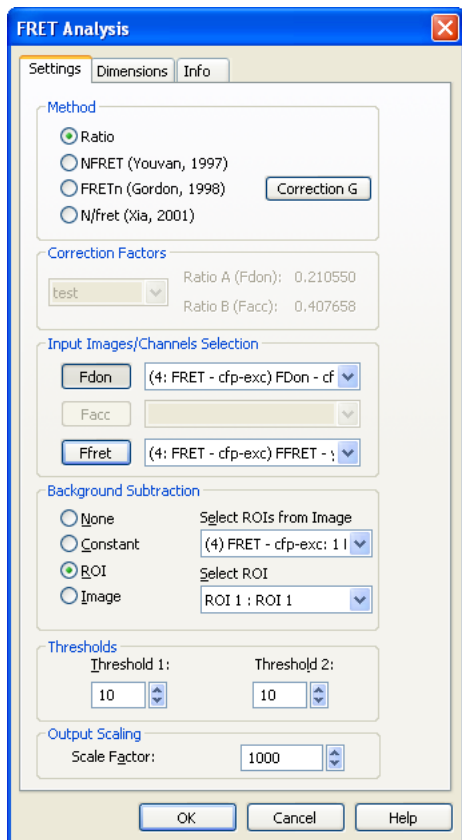 FRET Analysis
Settings Dimensions Info
Method
Ratio
NFRET (Youvan, 1997)
FRETn (Gordon, 1998) Correction G
N/fret (Xia, 2001)
Correction Factors
test Ratio A (Fdon): 0.210550
Ratio B (Facc): 0.407658
Input Images/Channels Selection
Fdon (4: FRET - cfp-exc) FDon - cf
Facc
Ffret (4: FRET - cfp-exc) FFRET -
Background Subtraction
None Select ROIs from Image
Constant (4) FRET - cfp-exc: 1
ROI Select ROI
Image ROI 1 : ROI 1
Thresholds
Threshold 1: Threshold 2:
10 10
Output Scaling
Scale Factor: 1000
OK Cancel Help